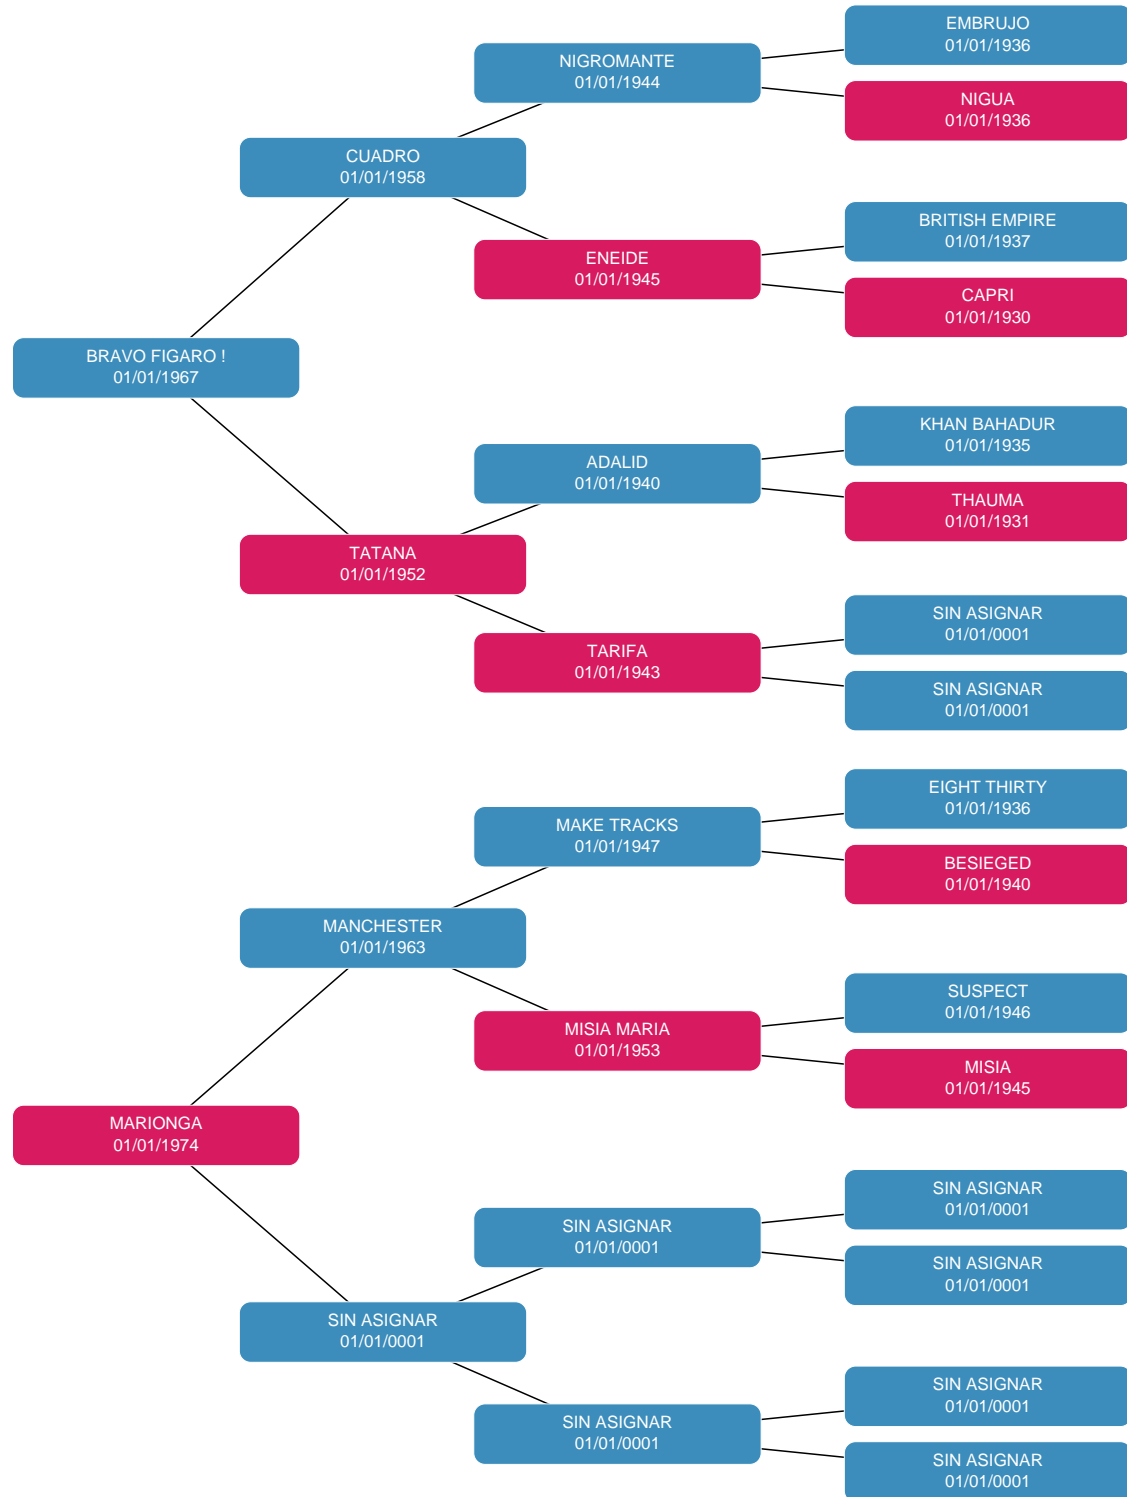 EMBRUJO
01/01/1936
NIGROMANTE
01/01/1944
NIGUA
01/01/1936
CUADRO
01/01/1958
BRITISH EMPIRE
01/01/1937
ENEIDE
01/01/1945
CAPRI
01/01/1930
BRAVO FIGARO !
01/01/1967
KHAN BAHADUR
01/01/1935
ADALID
01/01/1940
THAUMA
01/01/1931
TATANA
01/01/1952
SIN ASIGNAR
01/01/0001
TARIFA
01/01/1943
SIN ASIGNAR
01/01/0001
EIGHT THIRTY
01/01/1936
MAKE TRACKS
01/01/1947
BESIEGED
01/01/1940
MANCHESTER
01/01/1963
SUSPECT
01/01/1946
MISIA MARIA
01/01/1953
MISIA
01/01/1945
MARIONGA
01/01/1974
SIN ASIGNAR
01/01/0001
SIN ASIGNAR
01/01/0001
SIN ASIGNAR
01/01/0001
SIN ASIGNAR
01/01/0001
SIN ASIGNAR
01/01/0001
SIN ASIGNAR
01/01/0001
SIN ASIGNAR
01/01/0001